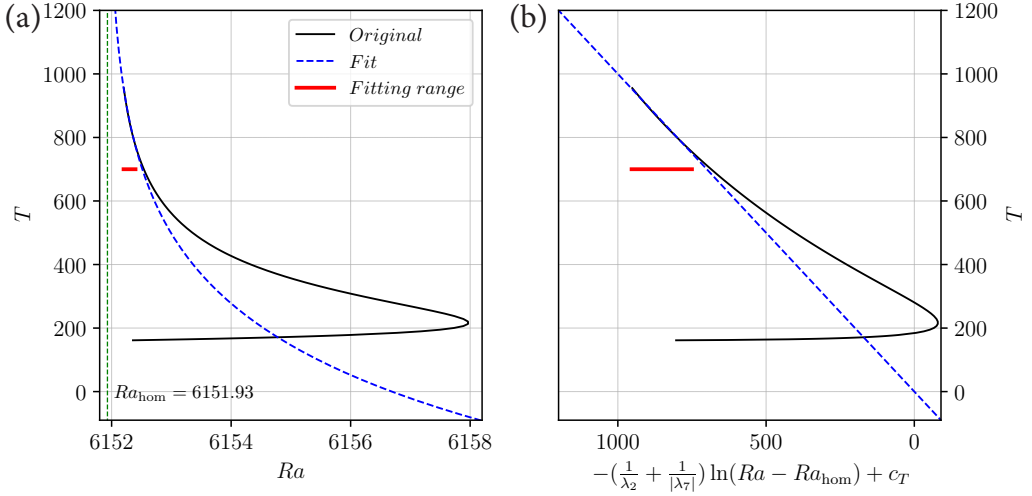 (a)
1200
1000
800
600
400
200
0
T
Original
Fit
Fitting range
Ra_hom = 6151.93
6152
6154
6156
6158
Ra
(b)
1200
1000
800
600
400
200
0
T
1000
500
0
−(1/λ₂ + 1/|λ₇|) ln(Ra − Ra_hom) + c_T